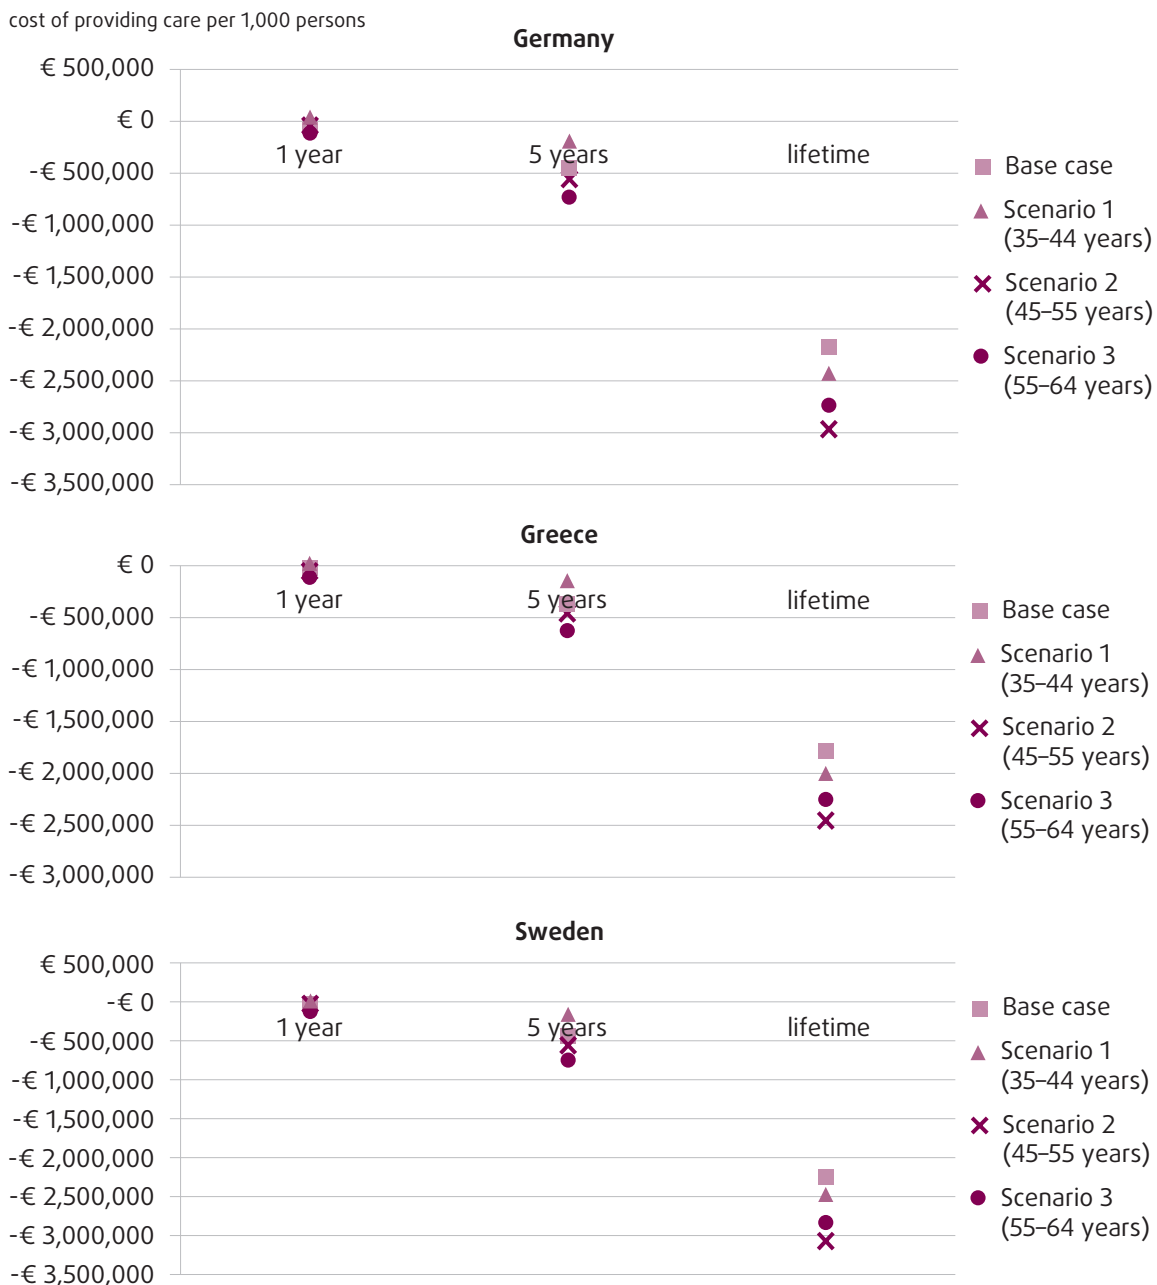 cost of providing care per 1,000 persons
Germany
€ 500,000
€ 0
-€ 500,000
-€ 1,000,000
-€ 1,500,000
-€ 2,000,000
-€ 2,500,000
-€ 3,000,000
-€ 3,500,000
1 year
5 years
lifetime
Base case
Scenario 1
(35–44 years)
Scenario 2
(45–55 years)
Scenario 3
(55–64 years)
Greece
€ 0
-€ 500,000
-€ 1,000,000
-€ 1,500,000
-€ 2,000,000
-€ 2,500,000
-€ 3,000,000
1 year
5 years
lifetime
Base case
Scenario 1
(35–44 years)
Scenario 2
(45–55 years)
Scenario 3
(55–64 years)
Sweden
€ 500,000
-€ 0
-€ 500,000
-€ 1,000,000
-€ 1,500,000
-€ 2,000,000
-€ 2,500,000
-€ 3,000,000
-€ 3,500,000
1 year
5 years
lifetime
Base case
Scenario 1
(35–44 years)
Scenario 2
(45–55 years)
Scenario 3
(55–64 years)